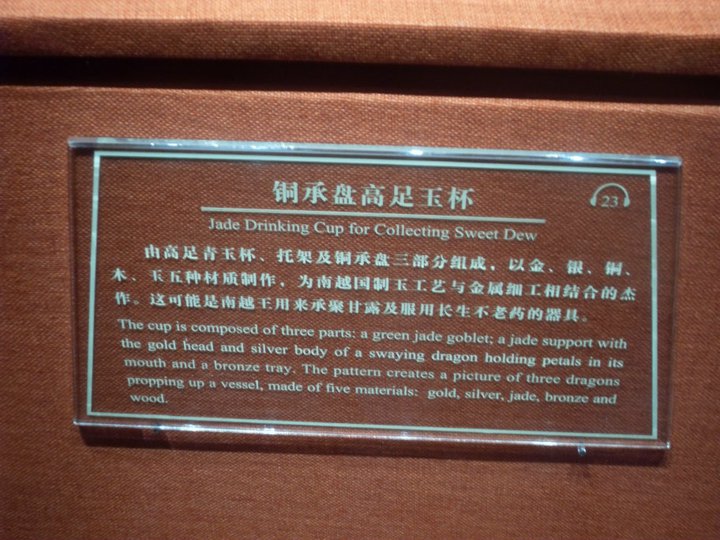 铜承盘高足玉杯
23
Jade Drinking Cup for Collecting Sweet Dew
由高足青玉杯、托架及铜承盘三部分组成，以金、银、铜、
木、玉五种材质制作，为南越国制玉工艺与金属细工相结合的杰
作。这可能是南越王用来承聚甘露及服用长生不老药的器具。
The cup is composed of three parts: a green jade goblet; a jade support with
the gold head and silver body of a swaying dragon holding petals in its
mouth and a bronze tray. The pattern creates a picture of three dragons
propping up a vessel, made of five materials: gold, silver, jade, bronze and
wood.